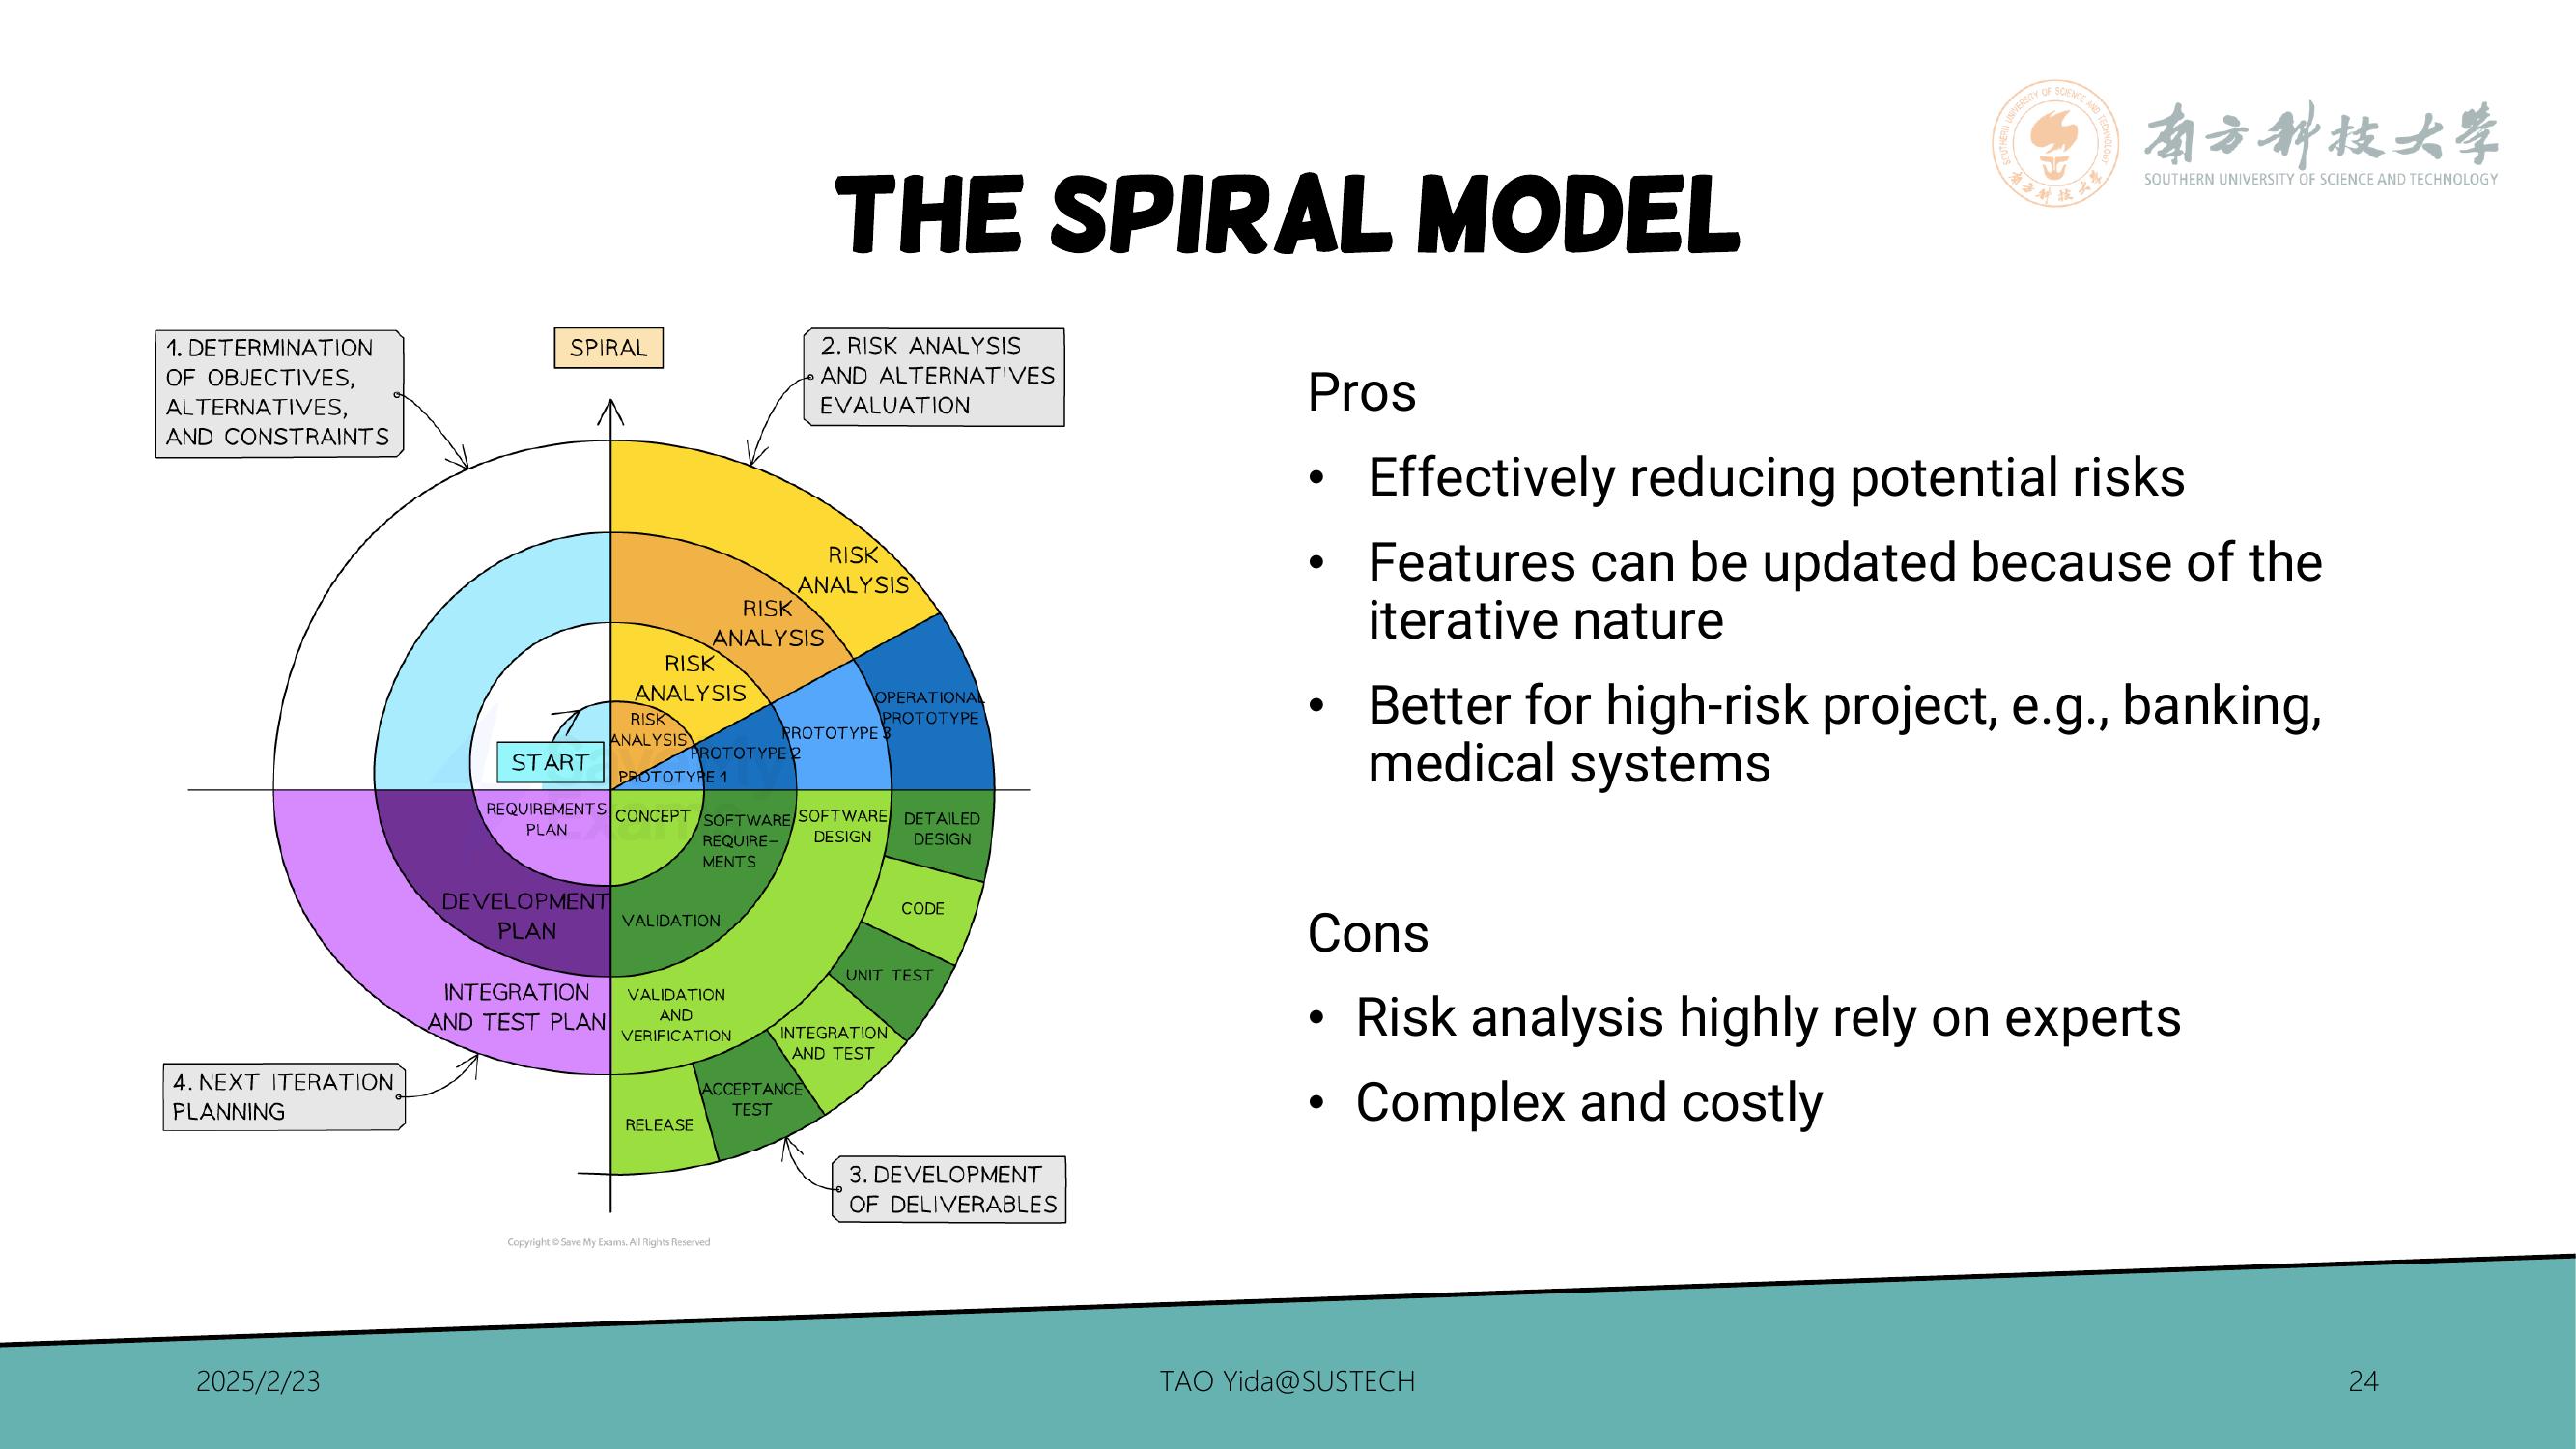 南方科技大学
SOUTHERN UNIVERSITY OF SCIENCE AND TECHNOLOGY
THE SPIRAL MODEL
1. DETERMINATION
OF OBJECTIVES,
ALTERNATIVES,
AND CONSTRAINTS
SPIRAL
2. RISK ANALYSIS
AND ALTERNATIVES
EVALUATION
RISK
ANALYSIS
RISK
ANALYSIS
RISK
ANALYSIS
RISK
ANALYSIS
START
PROTOTYPE 1
PROTOTYPE 2
PROTOTYPE 3
OPERATIONAL
PROTOTYPE
REQUIREMENTS
PLAN
CONCEPT
SOFTWARE
REQUIRE-
MENTS
SOFTWARE
DESIGN
DETAILED
DESIGN
CODE
DEVELOPMENT
PLAN
VALIDATION
UNIT TEST
INTEGRATION
AND TEST PLAN
VALIDATION
AND
VERIFICATION
INTEGRATION
AND TEST
ACCEPTANCE
TEST
RELEASE
4. NEXT ITERATION
PLANNING
3. DEVELOPMENT
OF DELIVERABLES
Copyright © Save My Exams. All Rights Reserved
Pros
• Effectively reducing potential risks
• Features can be updated because of the
iterative nature
• Better for high-risk project, e.g., banking,
medical systems
Cons
• Risk analysis highly rely on experts
• Complex and costly
2025/2/23
TAO Yida@SUSTECH
24